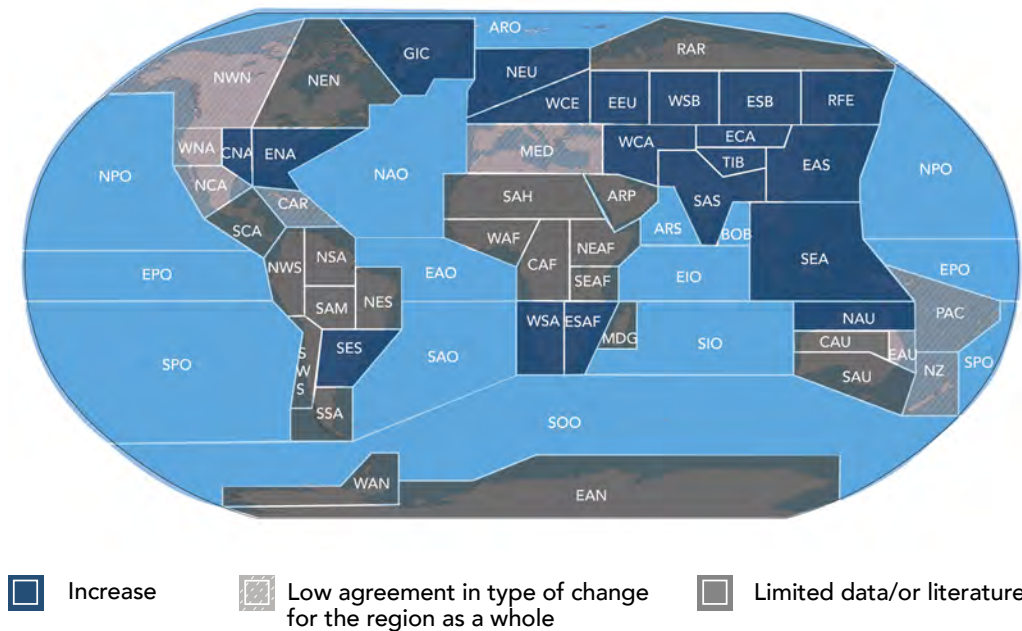 ARO
GIC
RAR
NWN
NEN
NEU
WCE
EEU
WSB
ESB
RFE
WNA
CNA
ENA
MED
WCA
ECA
TIB
EAS
NPO
NCA
NAO
NPO
CAR
SAH
ARP
SAS
SCA
WAF
NEAF
ARS
BOB
NWS
NSA
CAF
SEA
EPO
EAO
SEAF
EIO
EPO
SAM
NES
WSA
ESAF
MDG
NAU
PAC
SES
CAU
EAU
SPO
S
W
S
SAO
SIO
SAU
NZ
SPO
SSA
SOO
WAN
EAN
Increase
Low agreement in type of change
for the region as a whole
Limited data/or literature